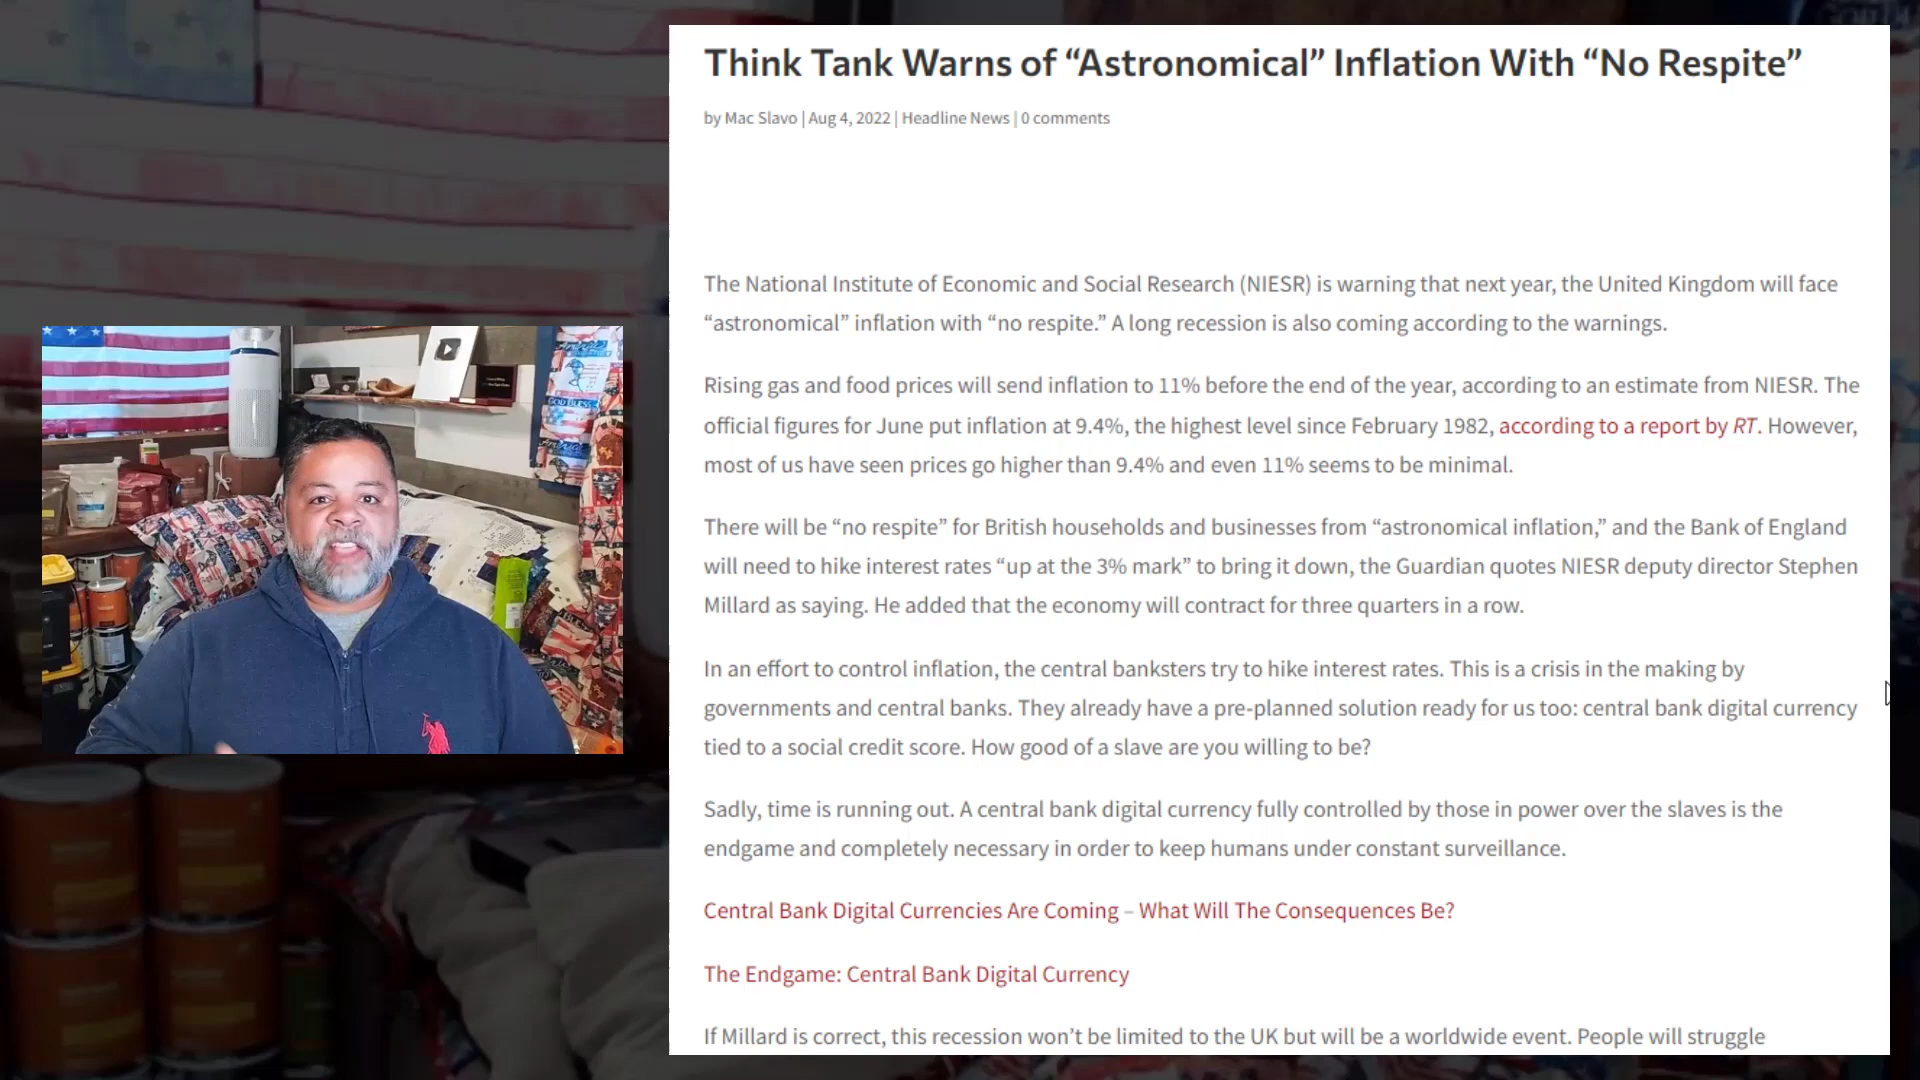 Think Tank Warns of “Astronomical” Inflation With “No Respite”
by Mac Slavo | Aug 4, 2022 | Headline News | 0 comments
The National Institute of Economic and Social Research (NIESR) is warning that next year, the United Kingdom will face
“astronomical” inflation with “no respite.” A long recession is also coming according to the warnings.
Rising gas and food prices will send inflation to 11% before the end of the year, according to an estimate from NIESR. The
official figures for June put inflation at 9.4%, the highest level since February 1982, according to a report by RT. However,
most of us have seen prices go higher than 9.4% and even 11% seems to be minimal.
There will be “no respite” for British households and businesses from “astronomical inflation,” and the Bank of England
will need to hike interest rates “up at the 3% mark” to bring it down, the Guardian quotes NIESR deputy director Stephen
Millard as saying. He added that the economy will contract for three quarters in a row.
In an effort to control inflation, the central banksters try to hike interest rates. This is a crisis in the making by
governments and central banks. They already have a pre-planned solution ready for us too: central bank digital currency
tied to a social credit score. How good of a slave are you willing to be?
Sadly, time is running out. A central bank digital currency fully controlled by those in power over the slaves is the
endgame and completely necessary in order to keep humans under constant surveillance.
Central Bank Digital Currencies Are Coming – What Will The Consequences Be?
The Endgame: Central Bank Digital Currency
If Millard is correct, this recession won’t be limited to the UK but will be a worldwide event. People will struggle
GOD BLESS